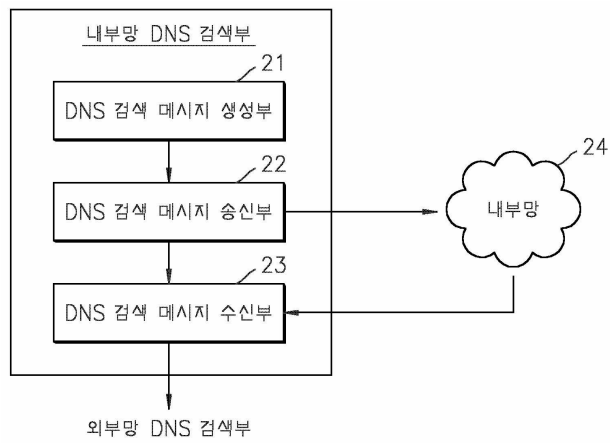 내부망 DNS 검색부
21
DNS 검색 메시지 생성부
22
DNS 검색 메시지 송신부
24
내부망
23
DNS 검색 메시지 수신부
외부망 DNS 검색부